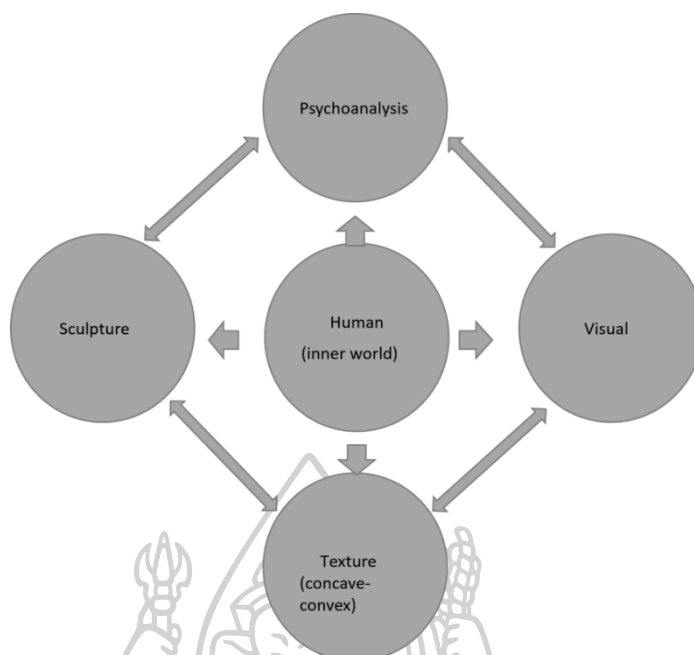 Psychoanalysis
Sculpture
Human
(inner world)
Visual
Texture
(concave-
convex)